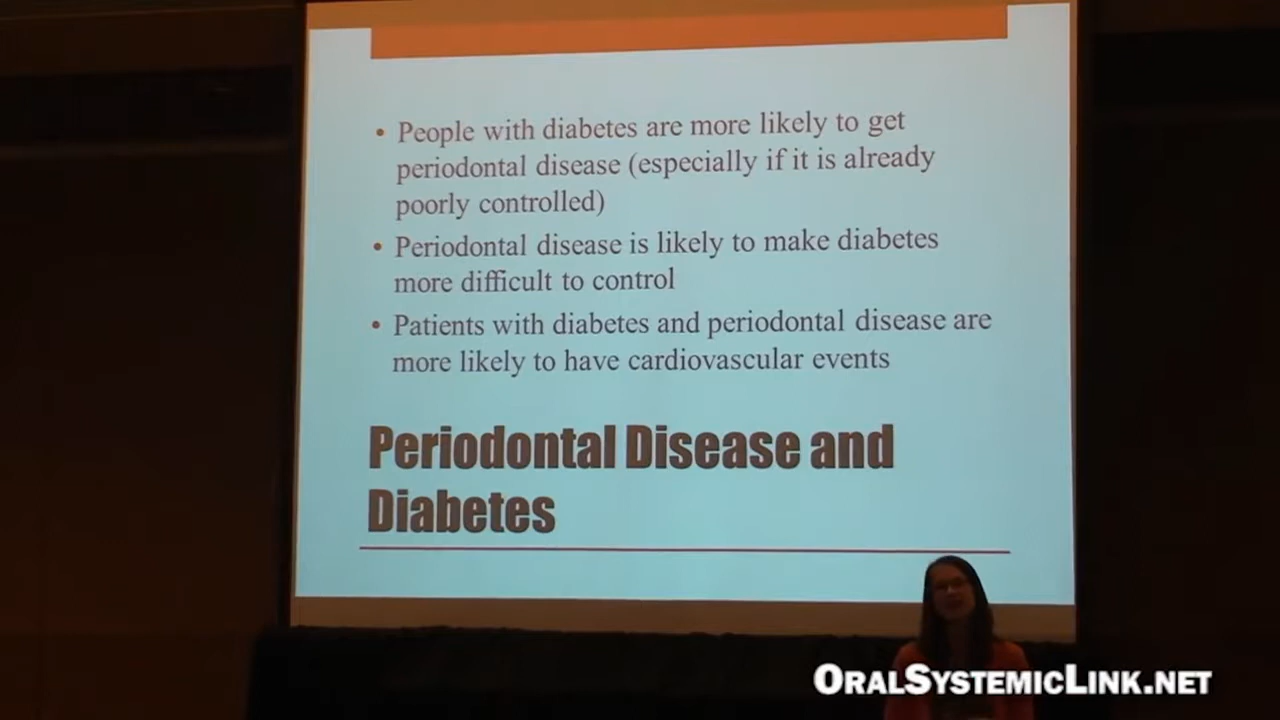 • People with diabetes are more likely to get
periodontal disease (especially if it is already
poorly controlled)
• Periodontal disease is likely to make diabetes
more difficult to control
• Patients with diabetes and periodontal disease are
more likely to have cardiovascular events
Periodontal Disease and
Diabetes
ORALSYSTEMICLINK.NET